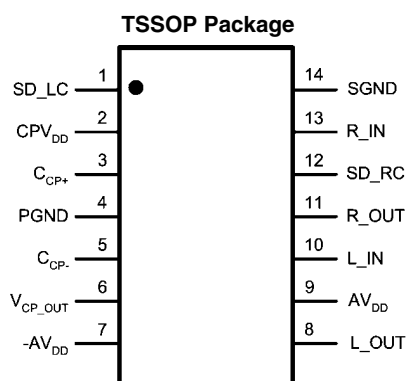 TSSOP Package
SD_LC 1 14 SGND
CPVDD 2 13 R_IN
CCP+ 3 12 SD_RC
PGND 4 11 R_OUT
CCP- 5 10 L_IN
VCP_OUT 6 9 AVDD
-AVDD 7 8 L_OUT